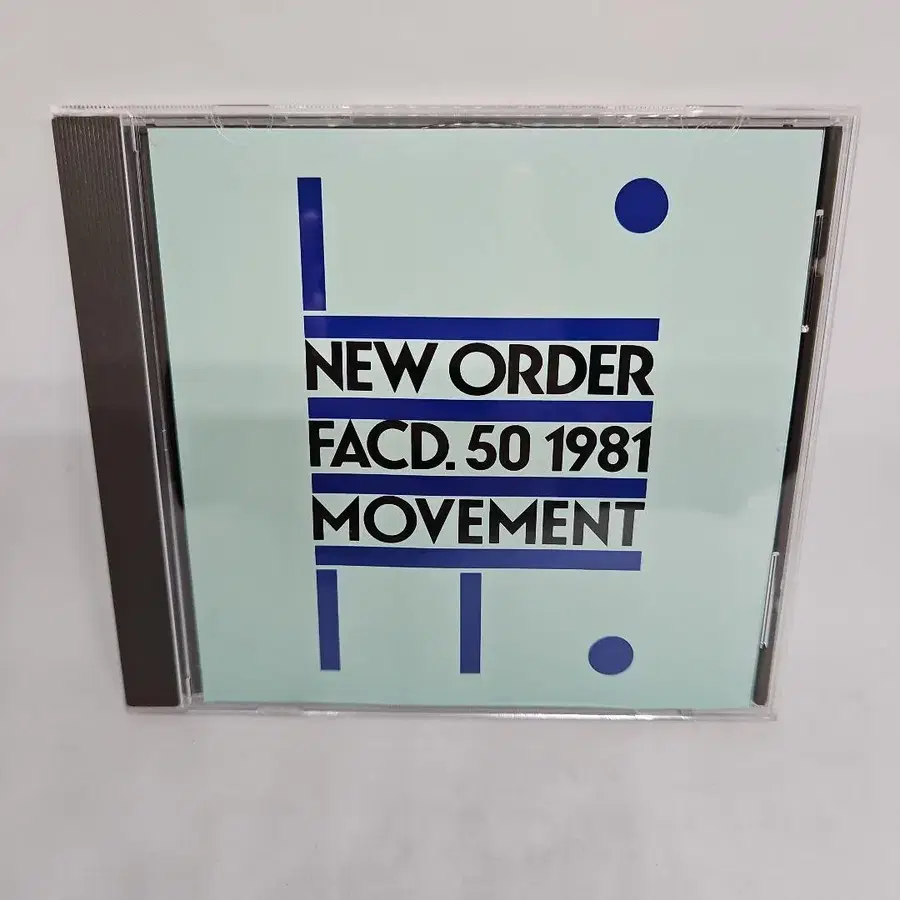 NEW ORDER
FACD. 50 1981
MOVEMENT